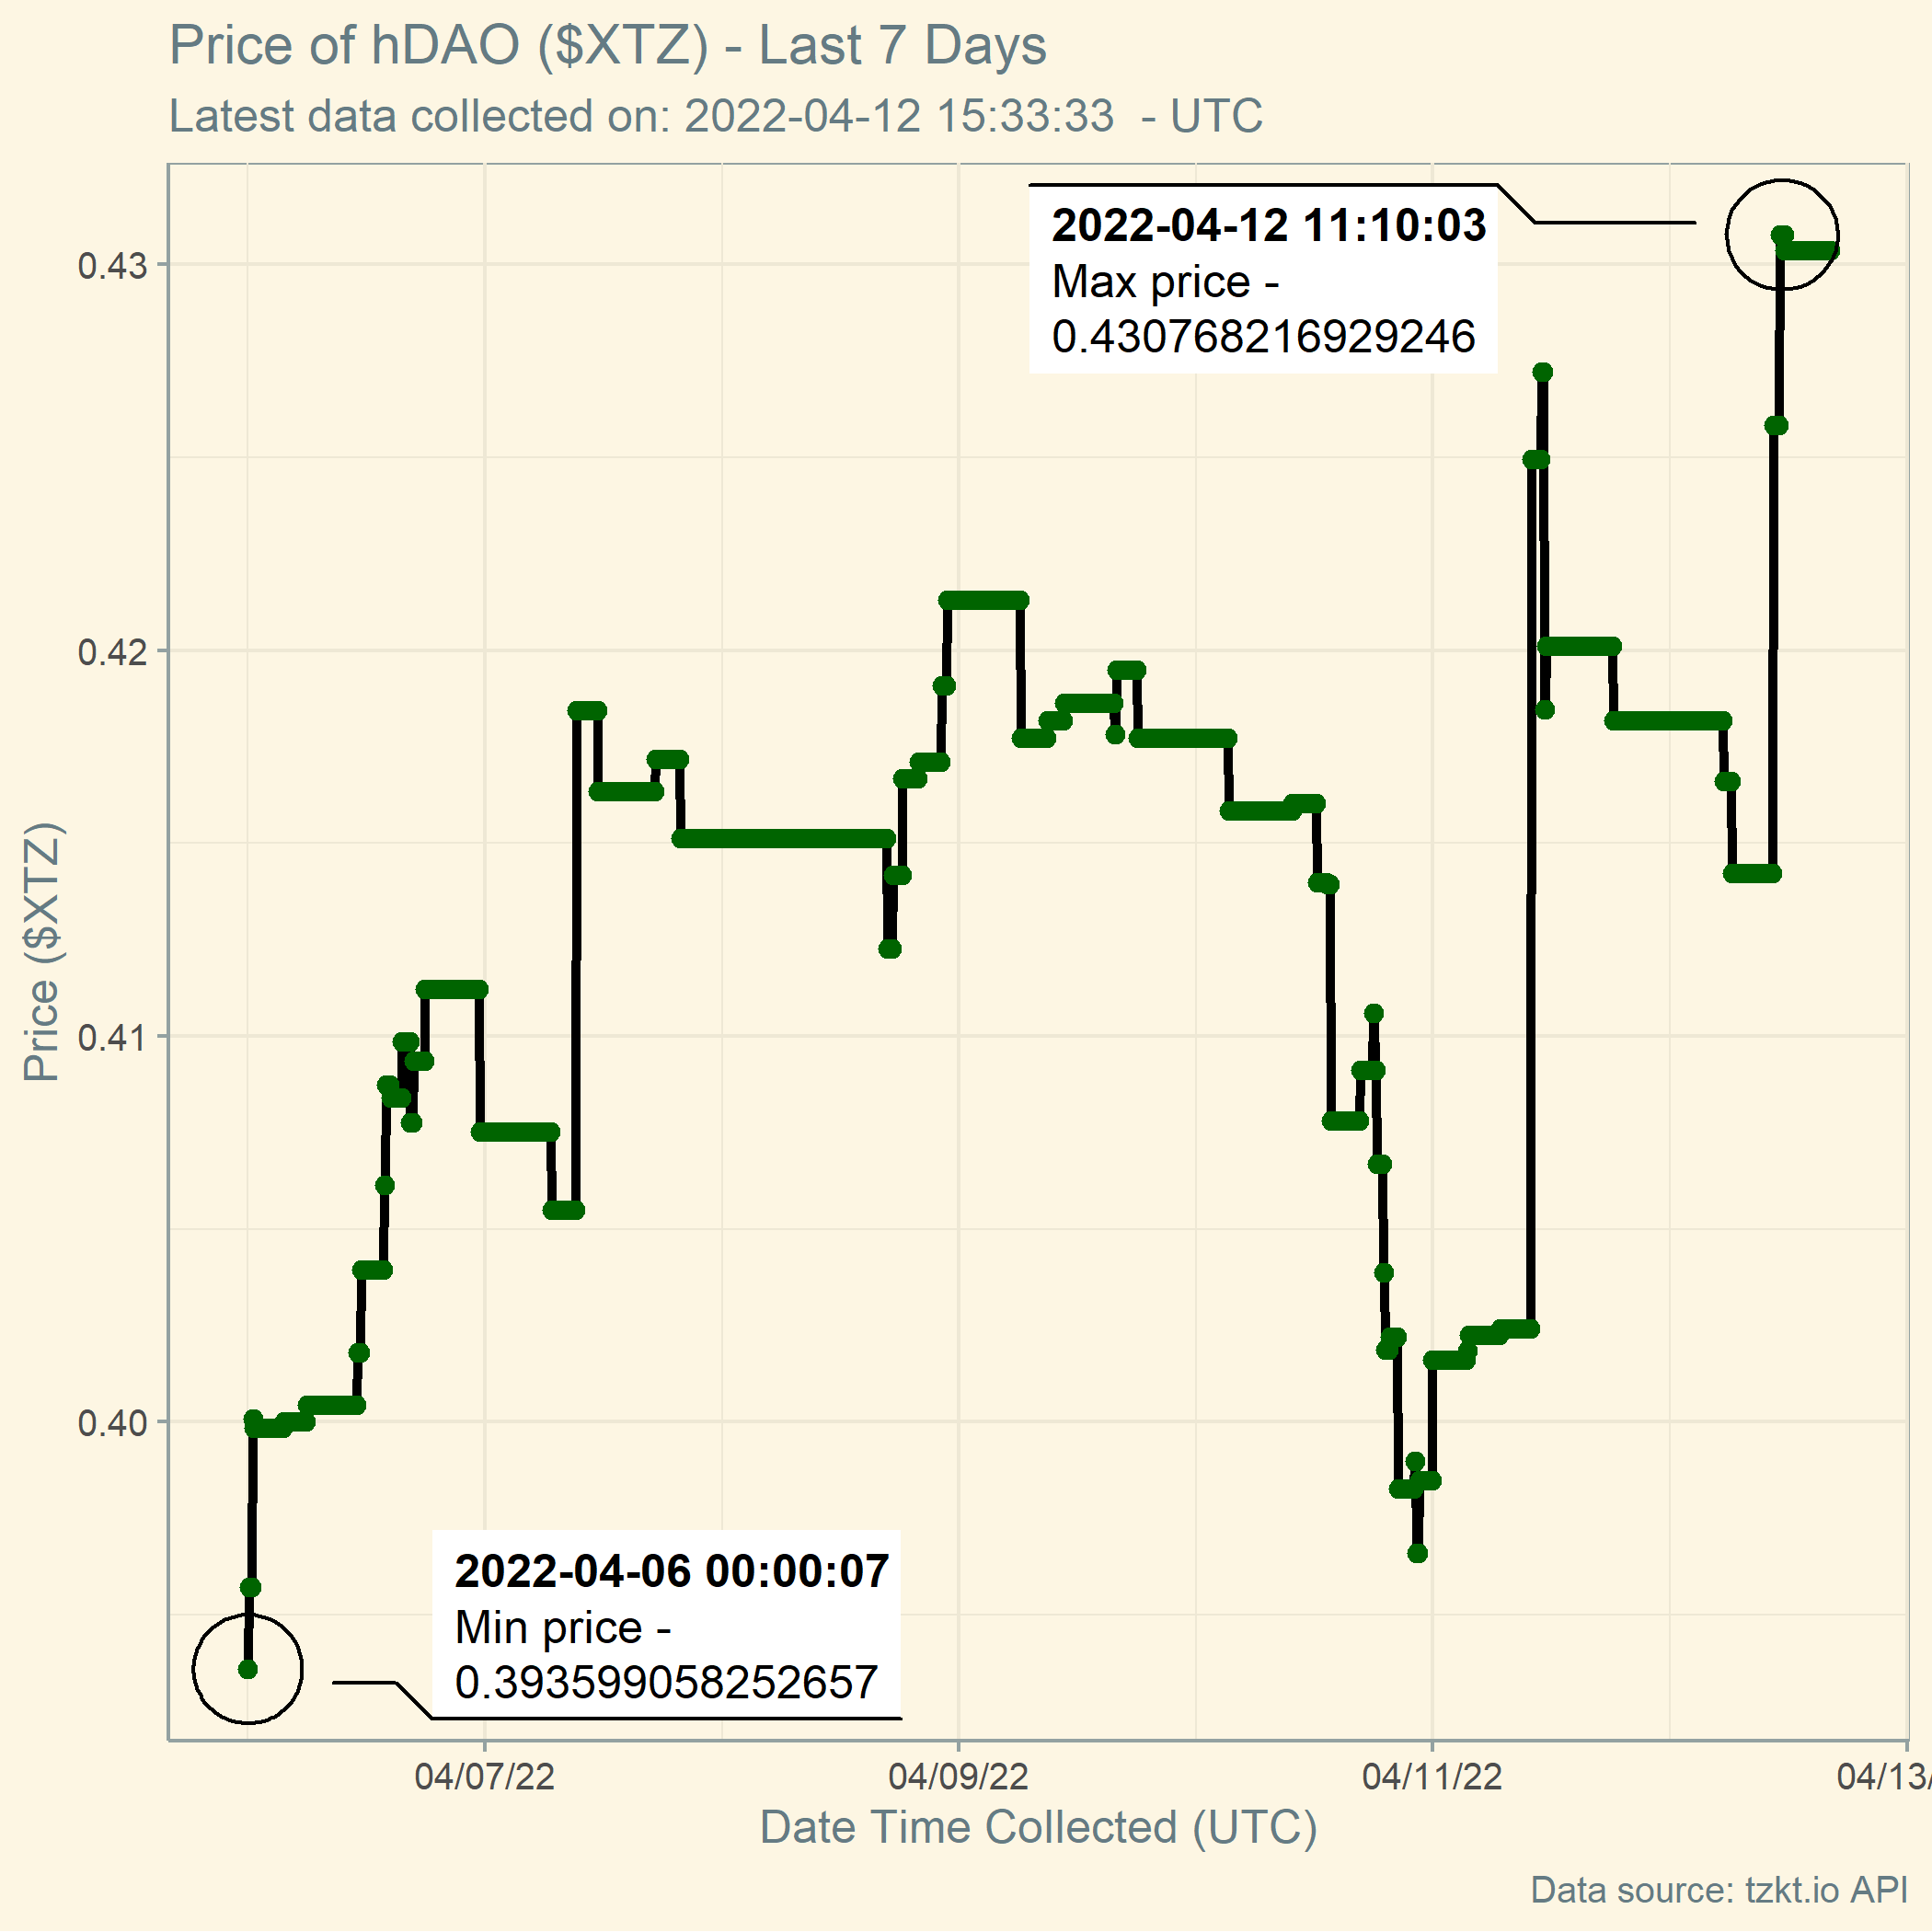 Price of hDAO ($XTZ) - Last 7 Days
Latest data collected on: 2022-04-12 15:33:33  - UTC
2022-04-12 11:10:03
Max price -
0.430768216929246
0.43
0.42
0.41
0.40
Price ($XTZ)
2022-04-06 00:00:07
Min price -
0.393599058252657
04/07/22
04/09/22
04/11/22
04/13/
Date Time Collected (UTC)
Data source: tzkt.io API